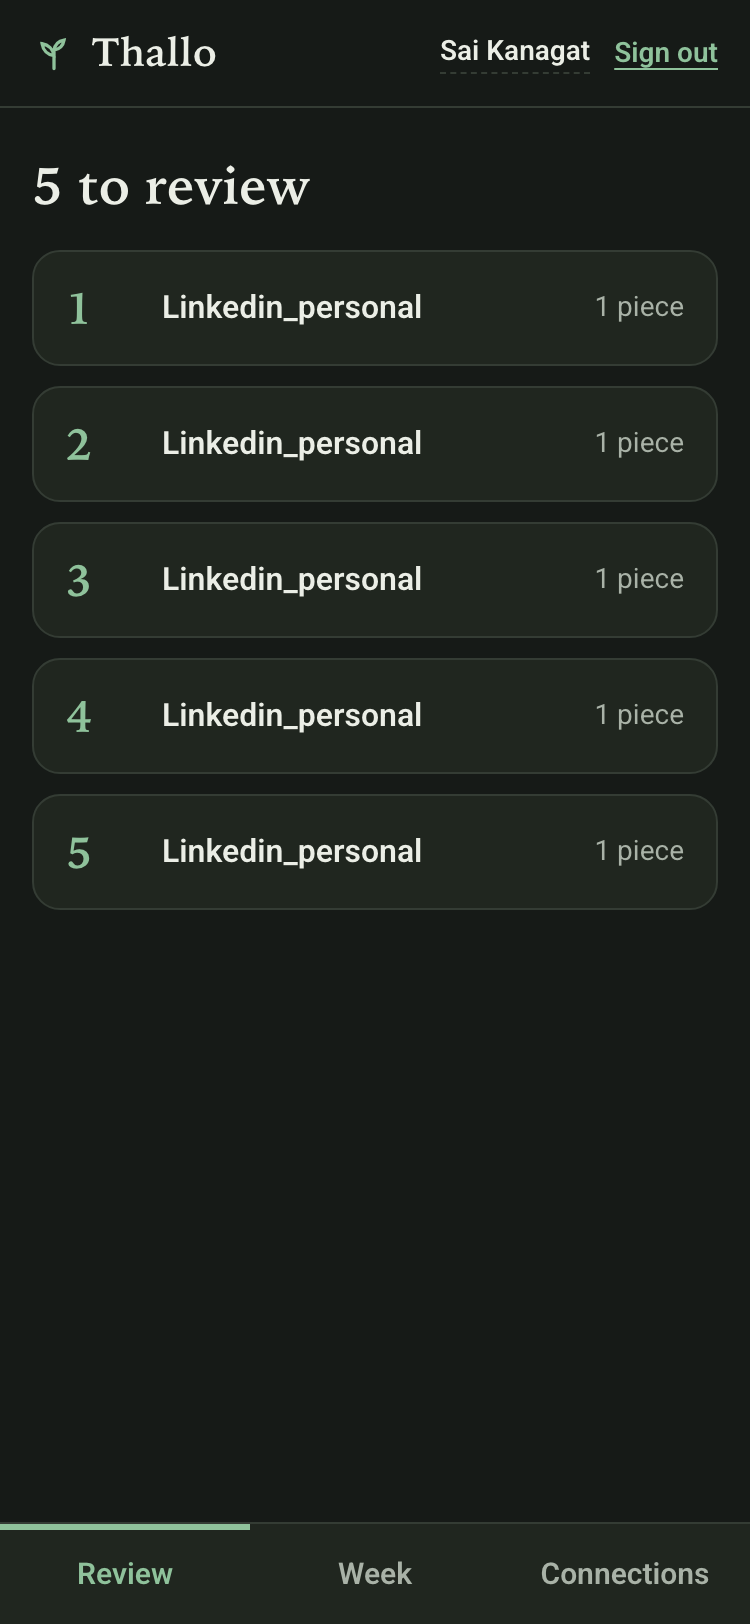 Thallo
Sai Kanagat
Sign out
5 to review
1 Linkedin_personal 1 piece
2 Linkedin_personal 1 piece
3 Linkedin_personal 1 piece
4 Linkedin_personal 1 piece
5 Linkedin_personal 1 piece
Review Week Connections